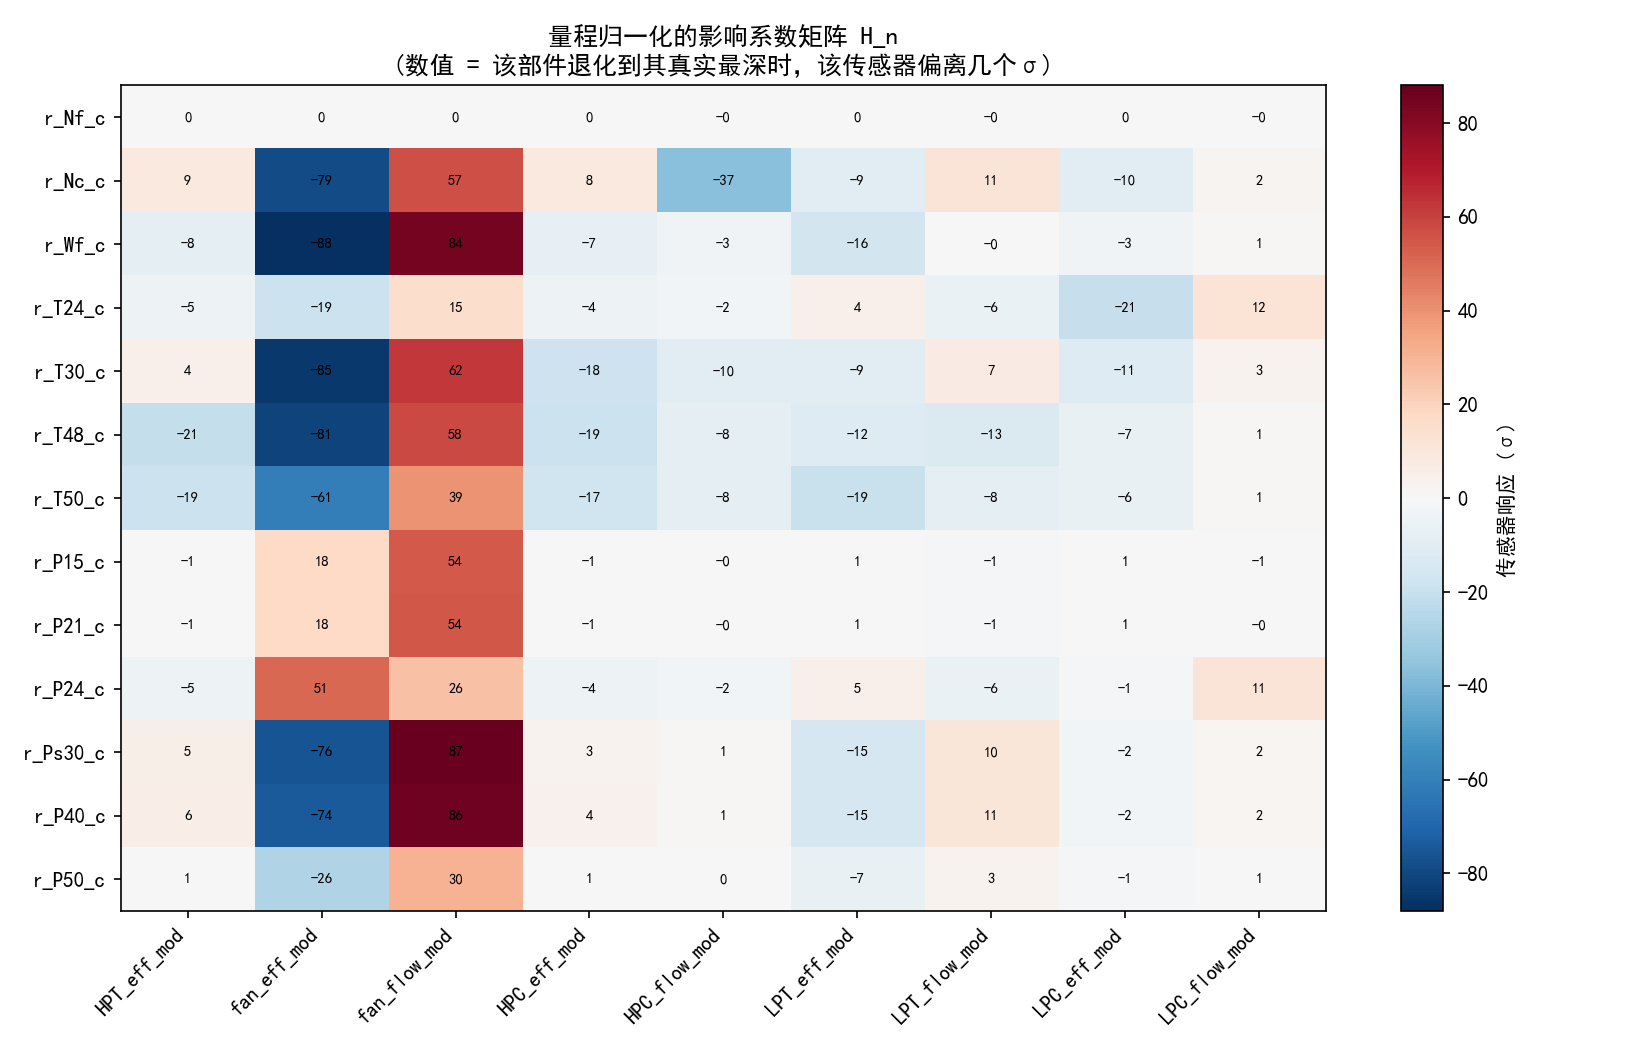 量程归一化的影响系数矩阵 H_n
(数值 = 该部件退化到其真实最深时，该传感器偏离几个σ)
r_Nf_c 0 0 0 0 −0 0 −0 0 −0
r_Nc_c 9 −79 57 8 −37 −9 11 −10 2
r_Wf_c −8 −88 84 −7 −3 −16 −0 −3 1
r_T24_c −5 −19 15 −4 −2 4 −6 −21 12
r_T30_c 4 −85 62 −18 −10 −9 7 −11 3
r_T48_c −21 −81 58 −19 −8 −12 −13 −7 1
r_T50_c −19 −61 39 −17 −8 −19 −8 −6 1
r_P15_c −1 18 54 −1 −0 1 −1 1 −1
r_P21_c −1 18 54 −1 −0 1 −1 1 −0
r_P24_c −5 51 26 −4 −2 5 −6 −1 11
r_Ps30_c 5 −76 87 3 1 −15 10 −2 2
r_P40_c 6 −74 86 4 1 −15 11 −2 2
r_P50_c 1 −26 30 1 0 −7 3 −1 1
HPT_eff_mod
fan_eff_mod
fan_flow_mod
HPC_eff_mod
HPC_flow_mod
LPT_eff_mod
LPT_flow_mod
LPC_eff_mod
LPC_flow_mod
80
60
40
20
0
−20
−40
−60
−80
传感器响应 (σ)